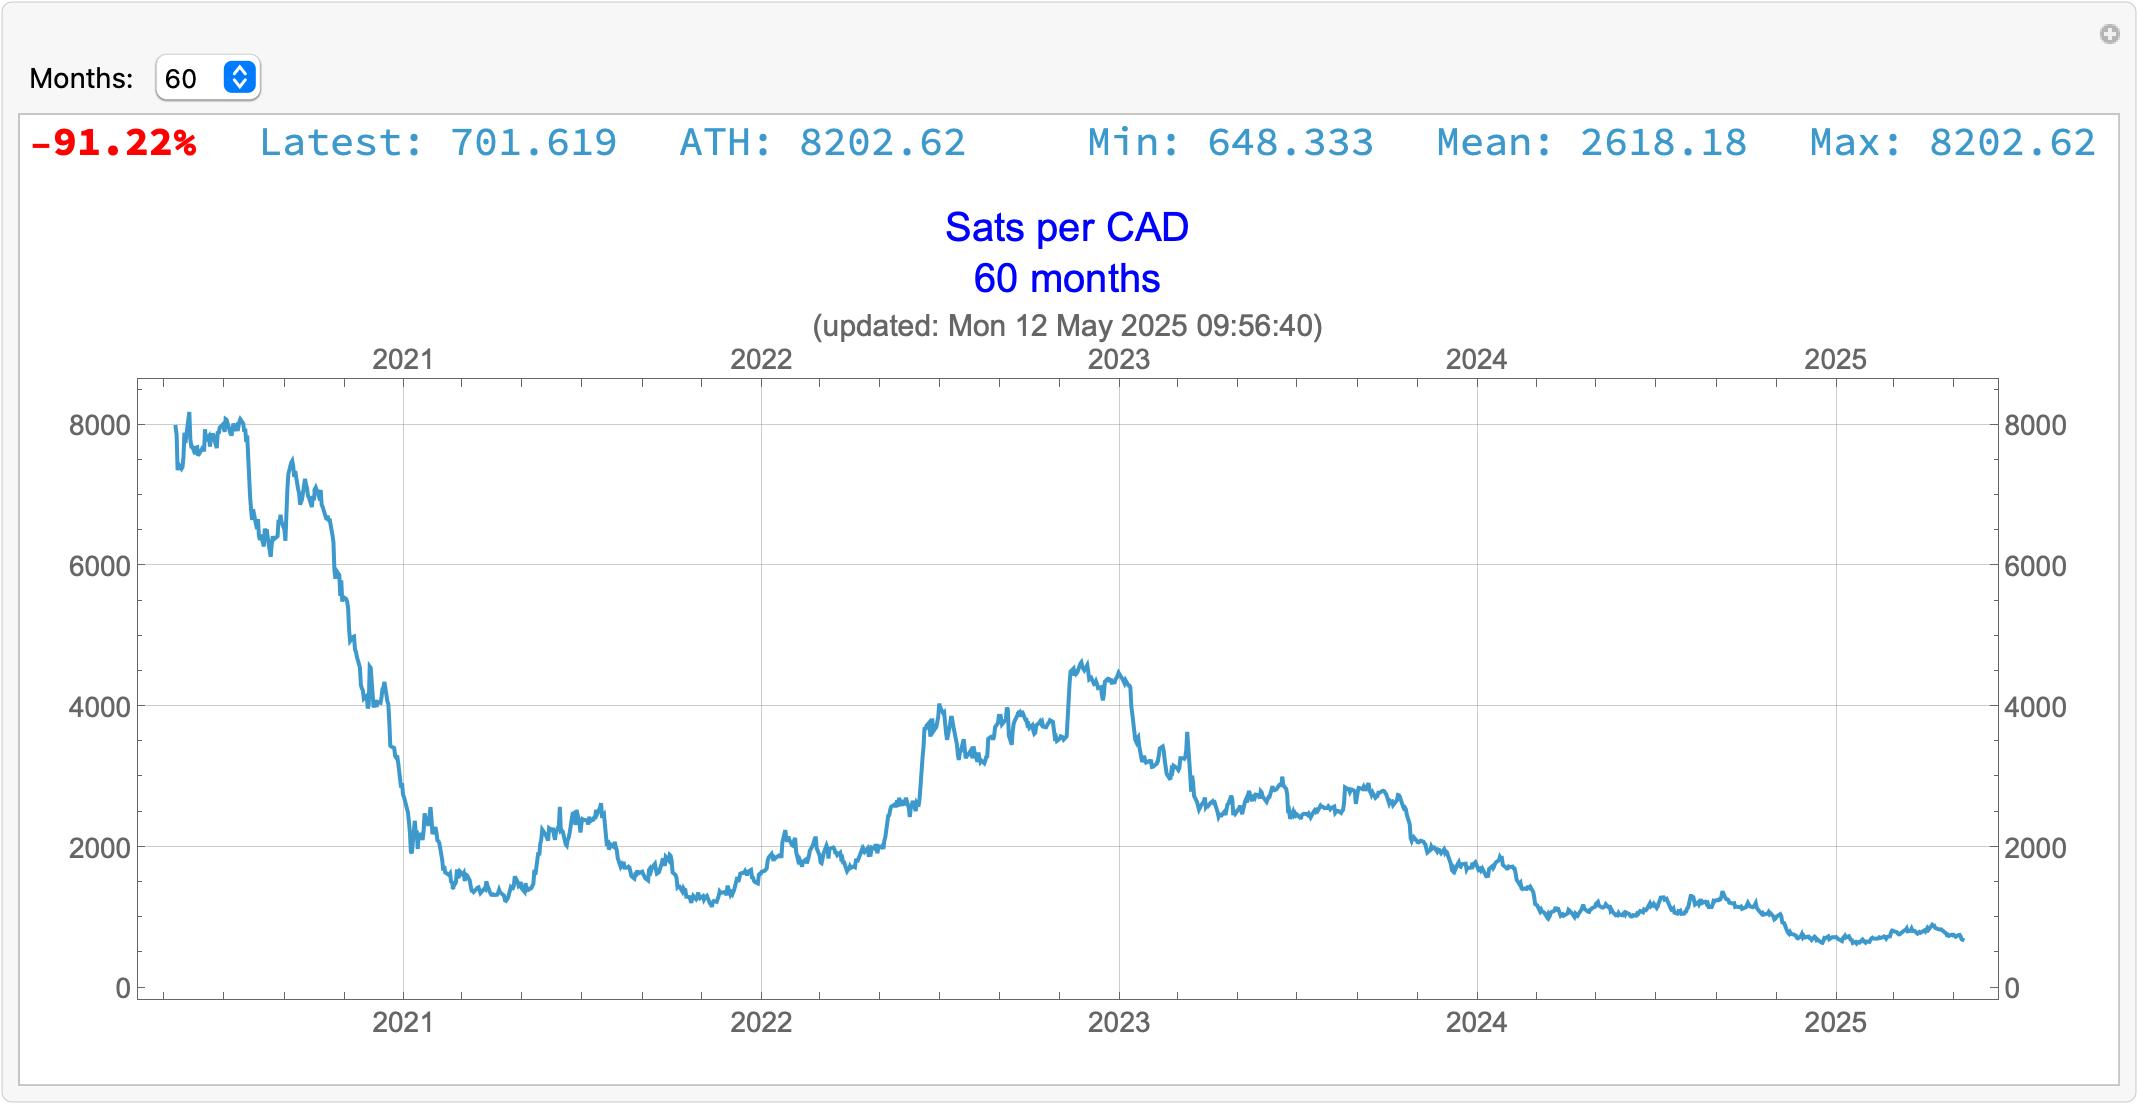 Months: 60
-91.22% Latest: 701.619 ATH: 8202.62 Min: 648.333 Mean: 2618.18 Max: 8202.62
Sats per CAD
60 months
(updated: Mon 12 May 2025 09:56:40)
2021 2022 2023 2024 2025
8000 8000
6000 6000
4000 4000
2000 2000
0 0
2021 2022 2023 2024 2025